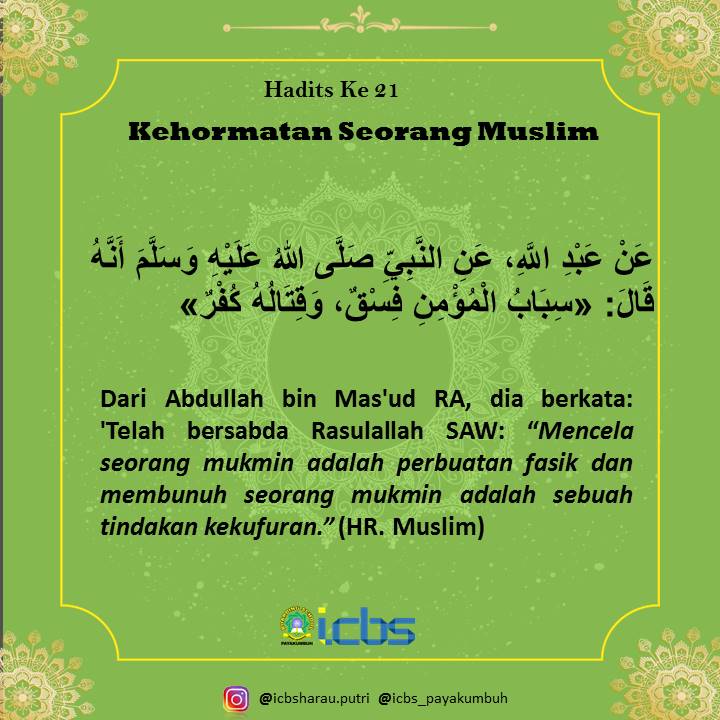 Hadits Ke 21
Kehormatan Seorang Muslim
عَنْ عَبْدِ اللَّهِ، عَنِ النَّبِيِّ صَلَّى اللهُ عَلَيْهِ وَسَلَّمَ أَنَّهُ
قَالَ: «سِبَابُ الْمُؤْمِنِ فِسْقٌ، وَقِتَالُهُ كُفْرٌ»
Dari Abdullah bin Mas'ud RA, dia berkata:
'Telah bersabda Rasulallah SAW: “Mencela
seorang mukmin adalah perbuatan fasik dan
membunuh seorang mukmin adalah sebuah
tindakan kekufuran.” (HR. Muslim)
PAYAKUMBUH
icbs
@icbsharau.putri @icbs_payakumbuh